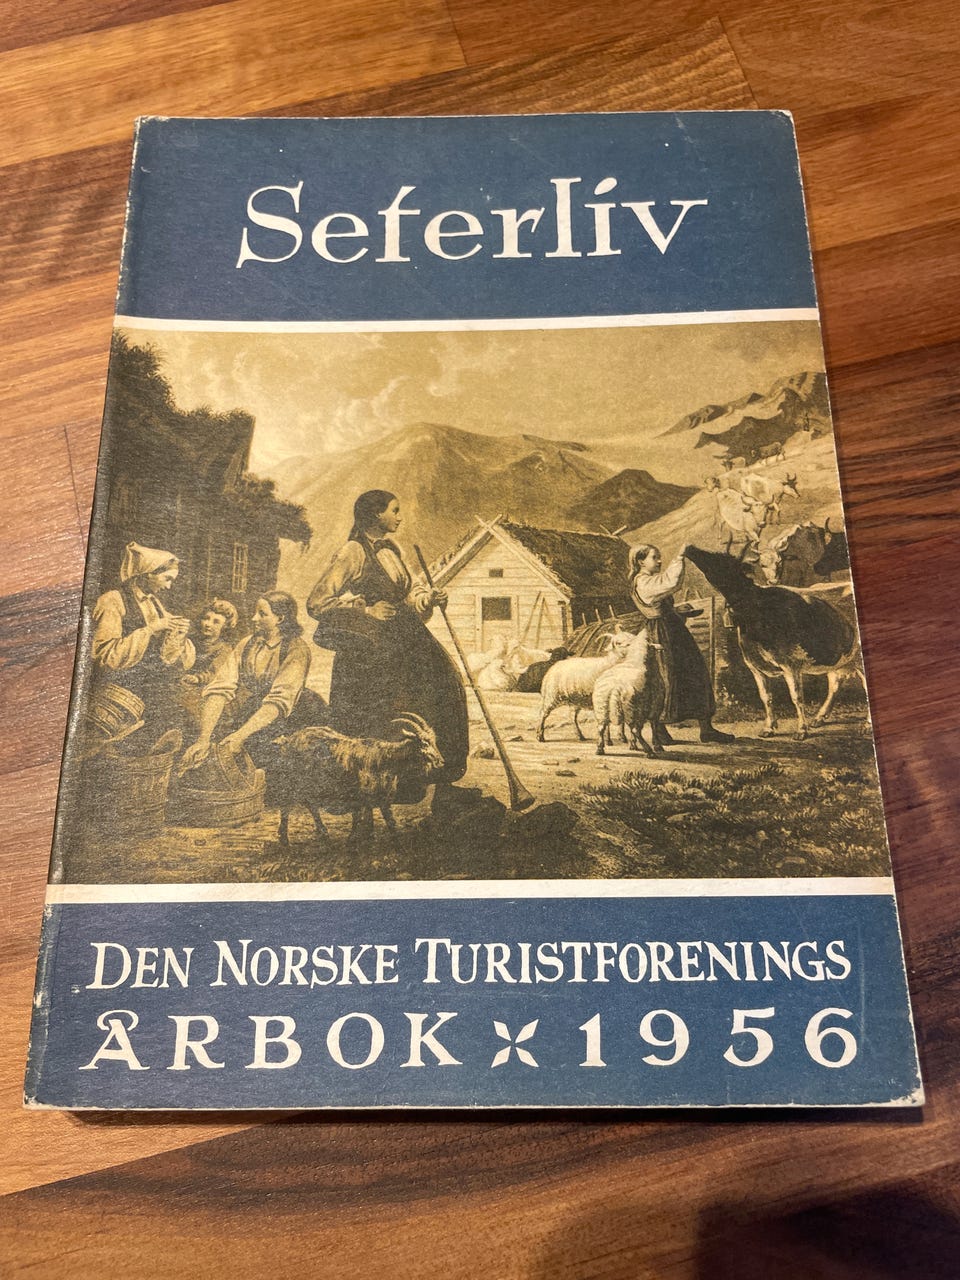 Seterliv
DEN NORSKE TURISTFORENINGS
ÅRBOK 1956